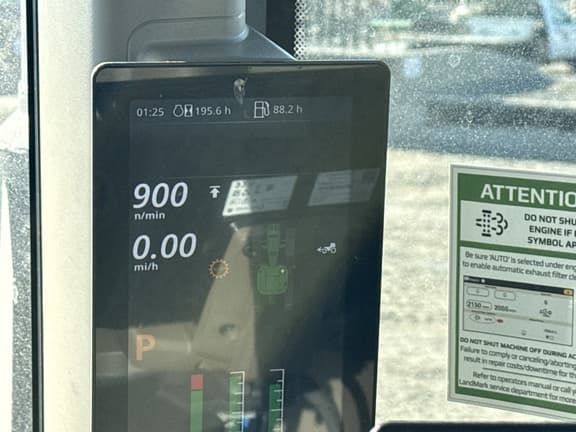 01:25 195.6 h 88.2 h
900
n/min
0.00
mi/h
P
ATTENTIO
DO NOT SHU
ENGINE IF
SYMBOL AP
Be sure 'AUTO' is selected under eng
to enable automatic exhaust filter cle
2150
DO NOT SHUT MACHINE OFF DURING AC
Failure to comply or canceling/aborting
result in repair costs/downtime for th
Refer to operators manual or call y
LandMark service department for more